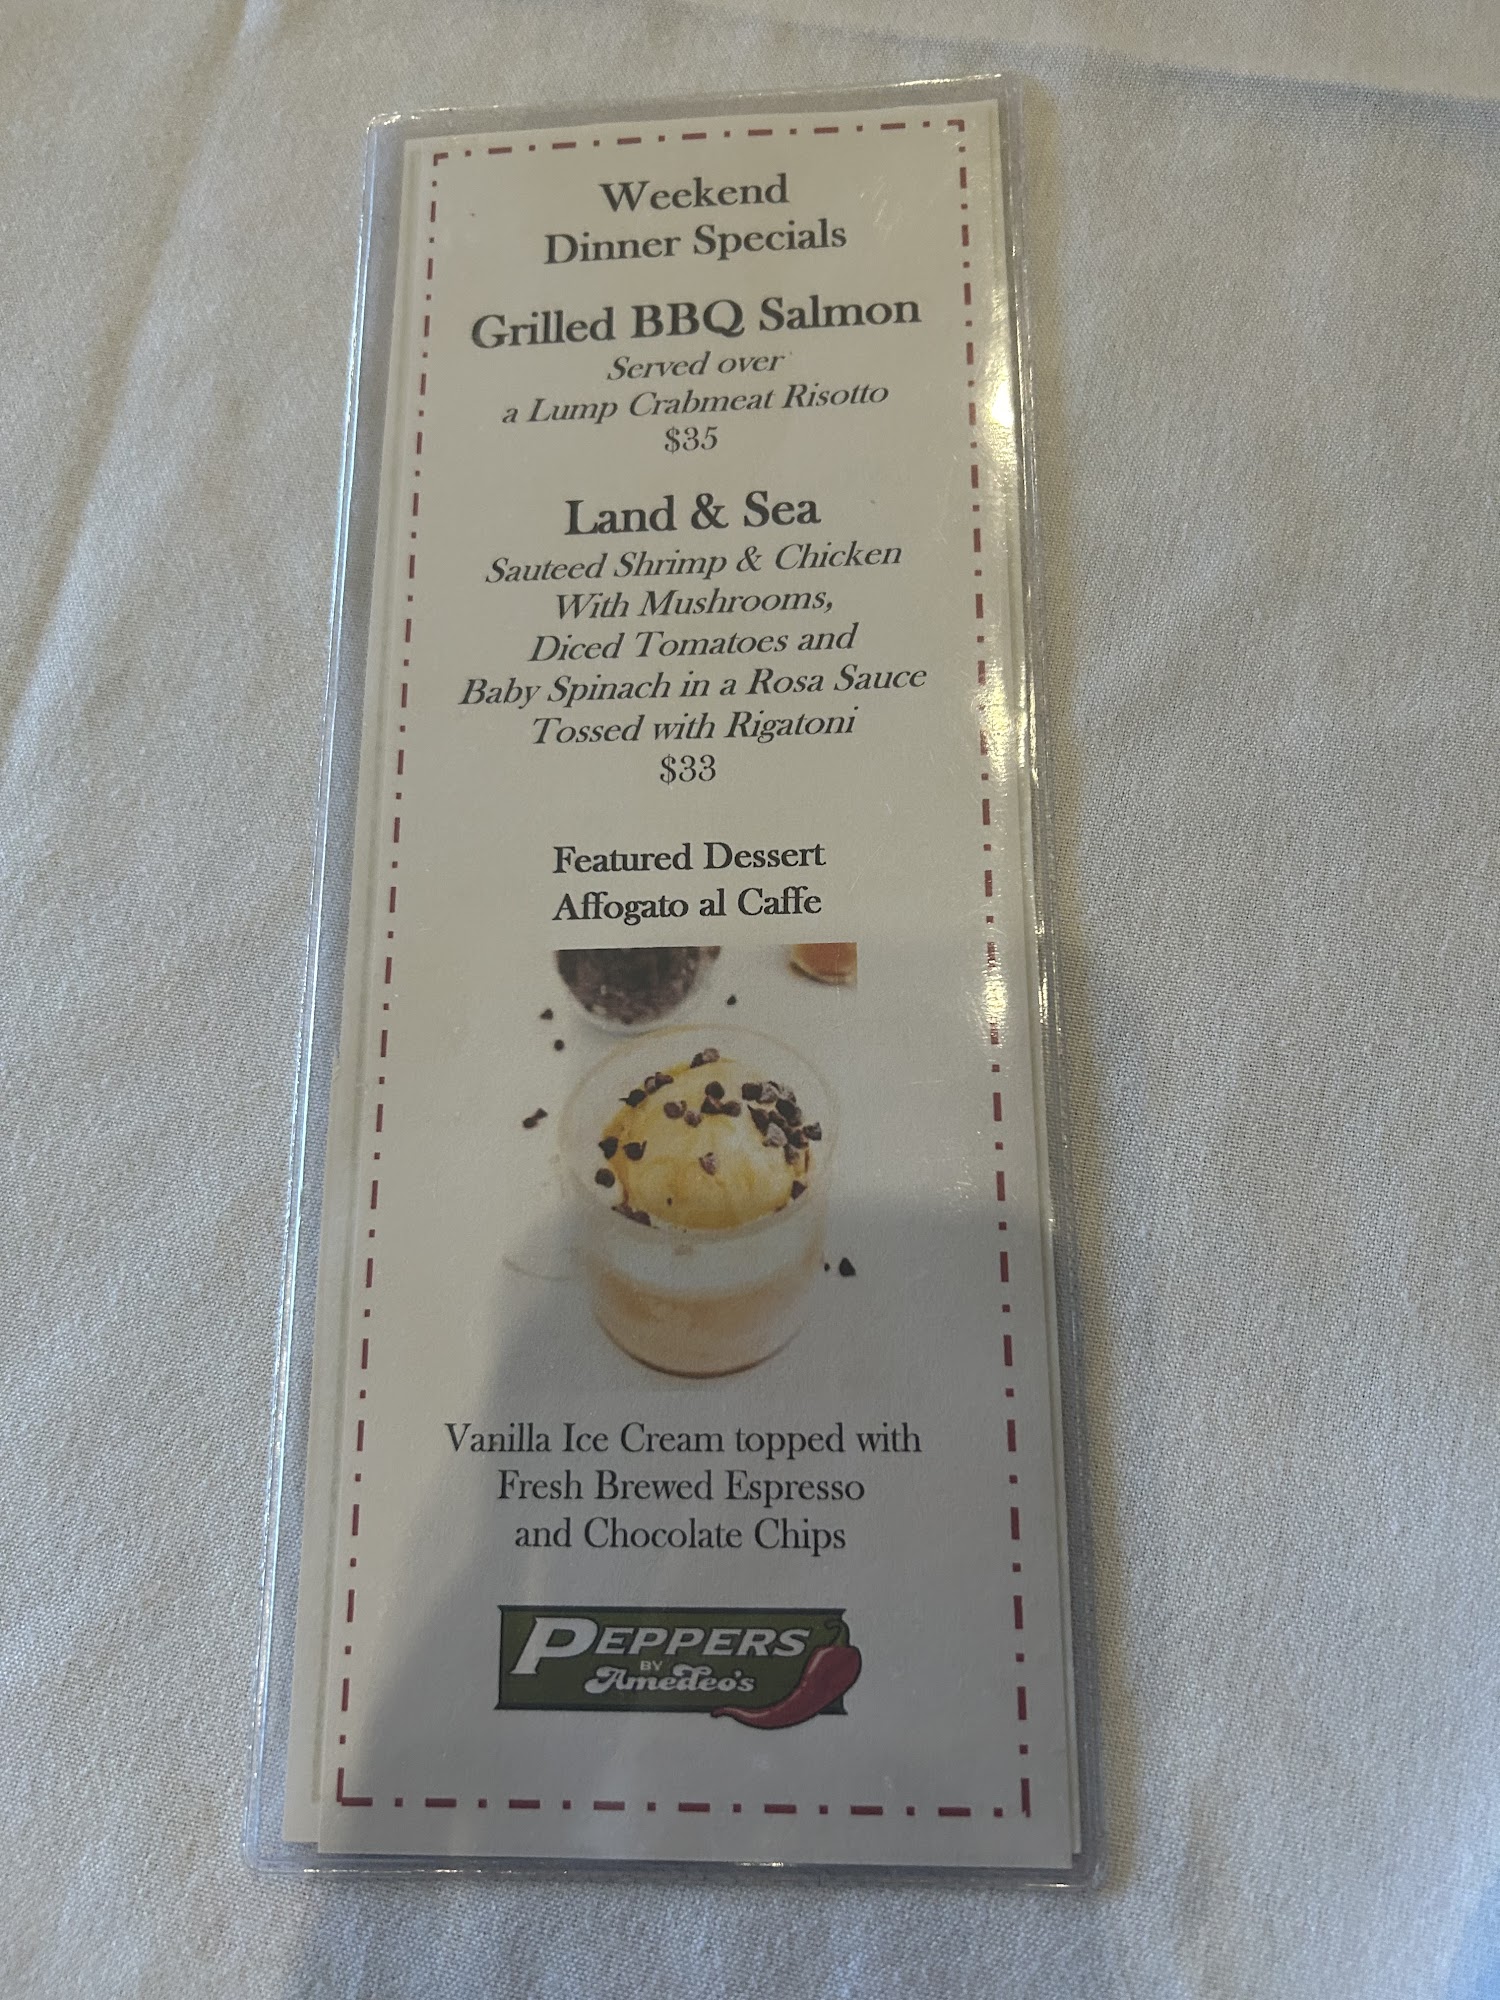 Weekend
Dinner Specials
Grilled BBQ Salmon
Served over
a Lump Crabmeat Risotto
$35
Land & Sea
Sauteed Shrimp & Chicken
With Mushrooms,
Diced Tomatoes and
Baby Spinach in a Rosa Sauce
Tossed with Rigatoni
$33
Featured Dessert
Affogato al Caffe
Vanilla Ice Cream topped with
Fresh Brewed Espresso
and Chocolate Chips
PEPPERS
BY
Amedeo's